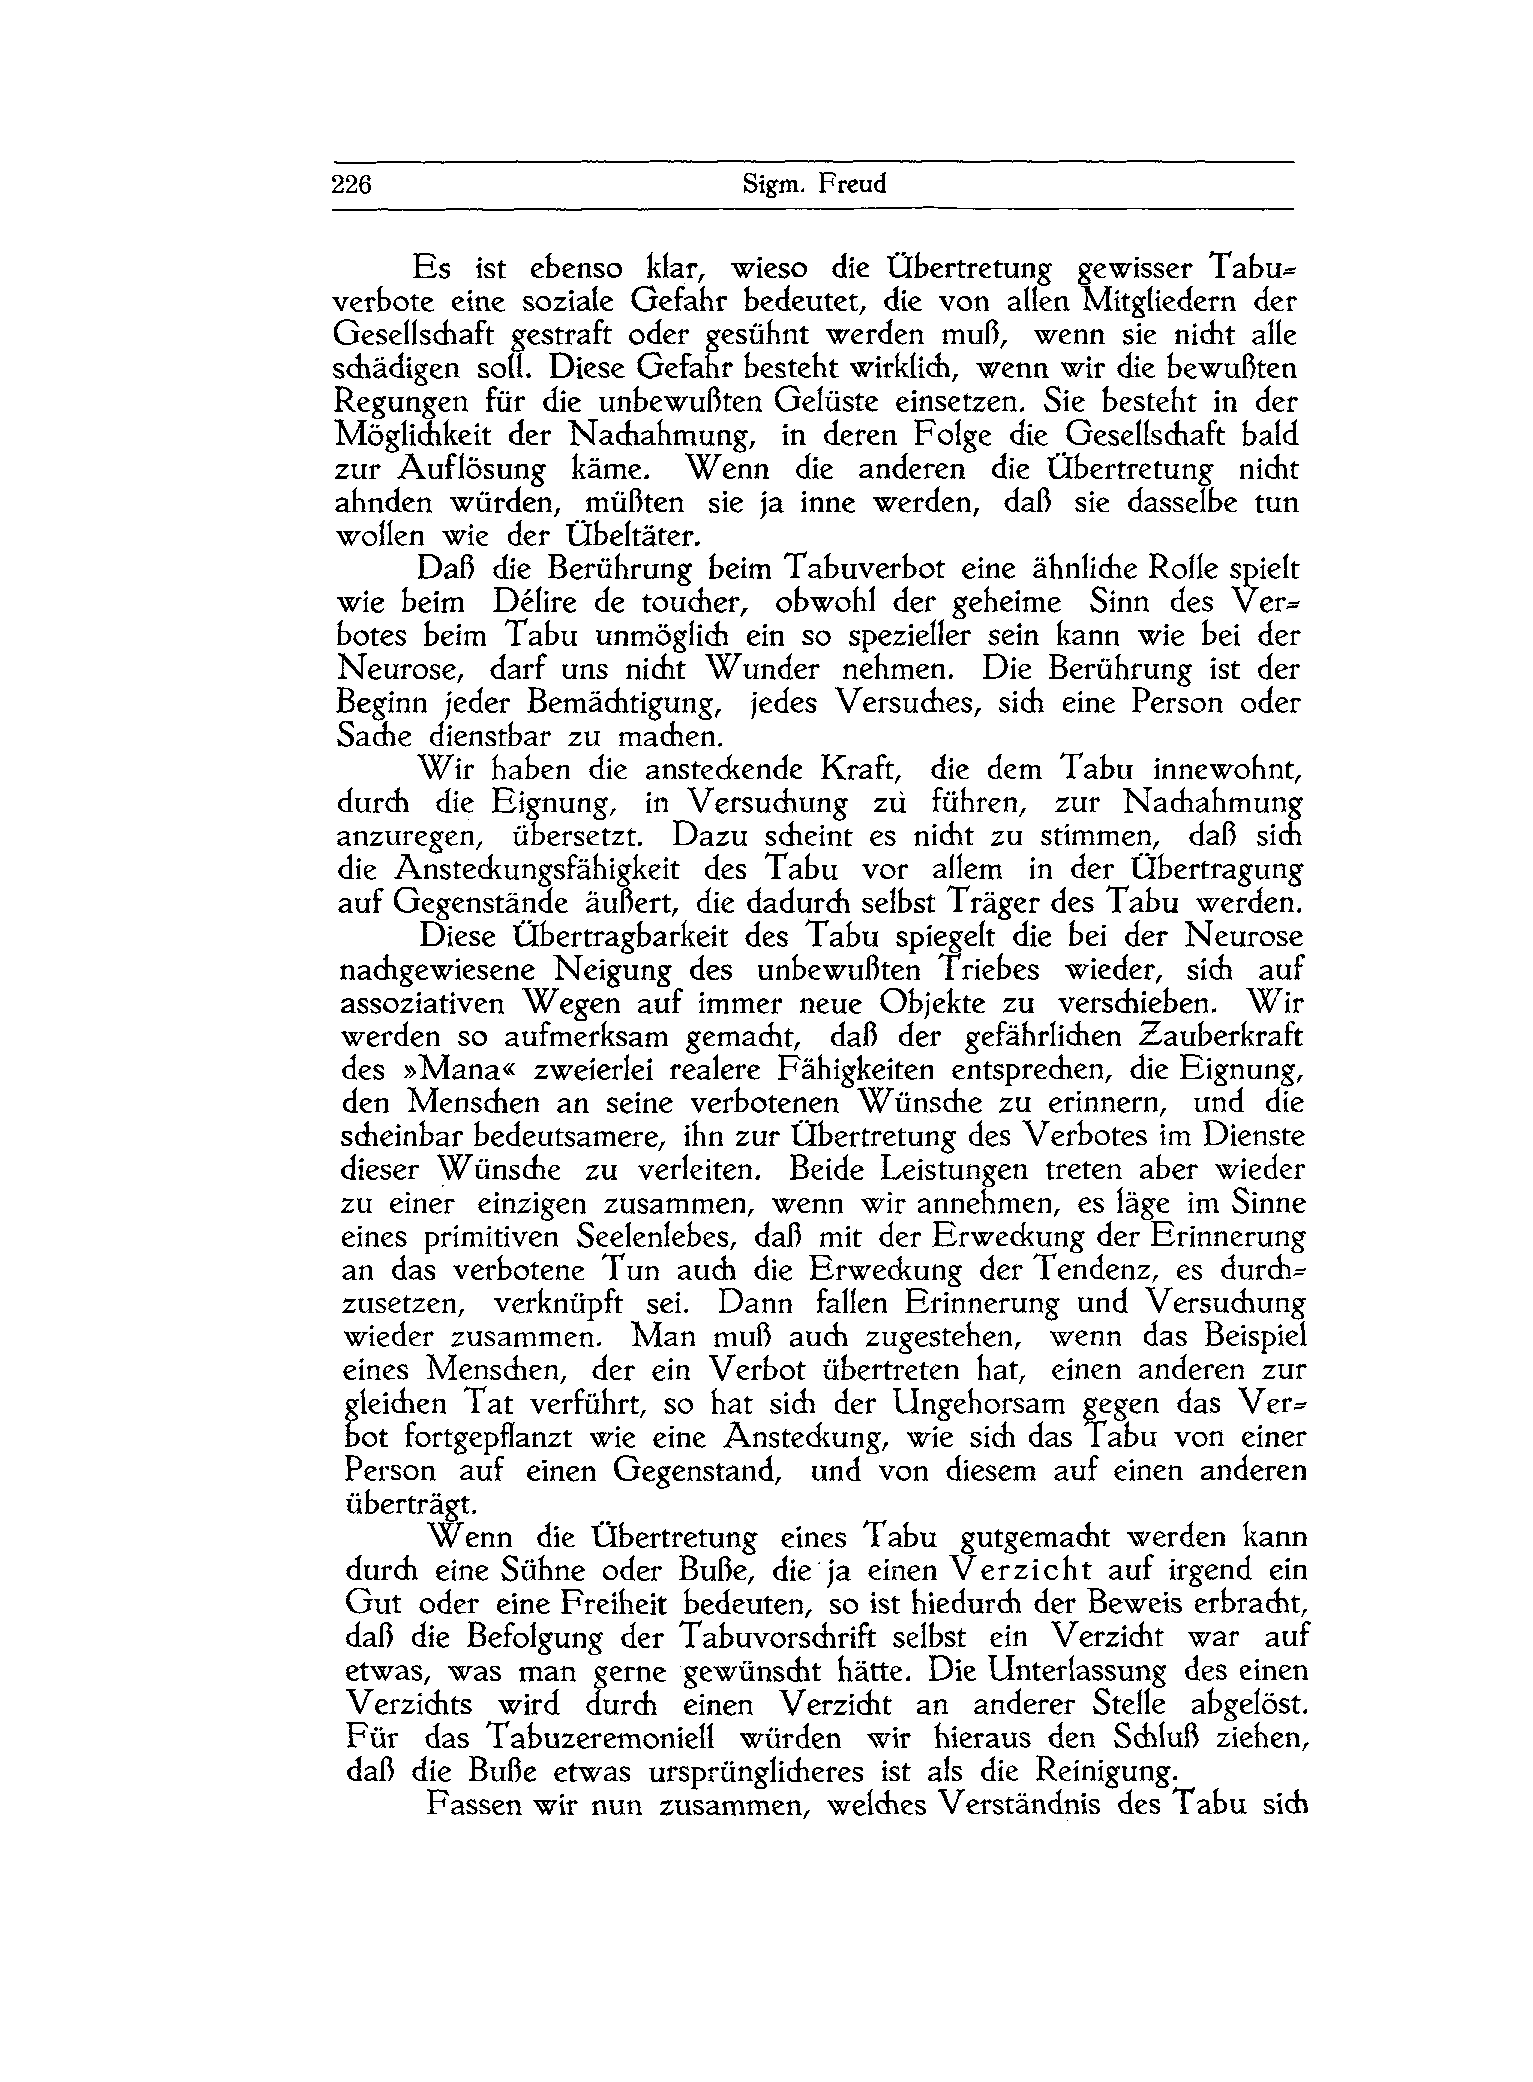 226 Sigm. Freud
Es ist ebenso klar, wieso die Übertretung gewisser Tabu-
verbote eine soziale Gefahr bedeutet, die von allen Mitgliedern der
Gesellschaft gestraft oder gesühnt werden muß, wenn sie nicht alle
schädigen soll. Diese Gefahr besteht wirklich, wenn wir die bewußten
Regungen für die unbewußten Gelüste einsetzen. Sie besteht in der
Möglichkeit der Nachahmung, in deren Folge die Gesellschaft bald
zur Auflösung käme. Wenn die anderen die Übertretung nicht
ahnden würden, müßten sie ja inne werden, daß sie dasselbe tun
wollen wie der Übeltäter.
Daß die Berührung beim Tabuverbot eine ähnliche Rolle spielt
wie beim Délire de toucher, obwohl der geheime Sinn des Ver-
botes beim Tabu unmöglich ein so spezieller sein kann wie bei der
Neurose, darf uns nicht Wunder nehmen. Die Berührung ist der
Beginn jeder Bemächtigung, jedes Versuches, sich eine Person oder
Sache dienstbar zu machen.
Wir haben die ansteckende Kraft, die dem Tabu innewohnt,
durch die Eignung, in Versuchung zu führen, zur Nachahmung
anzuregen, übersetzt. Dazu scheint es nicht zu stimmen, daß sich
die Ansteckungsfähigkeit des Tabu vor allem in der Übertragung
auf Gegenstände äußert, die dadurch selbst Träger des Tabu werden.
Diese Übertragbarkeit des Tabu spiegelt die bei der Neurose
nachgewiesene Neigung des unbewußten Triebes wieder, sich auf
assoziativen Wegen auf immer neue Objekte zu verschieben. Wir
werden so aufmerksam gemacht, daß der gefährlichen Zauberkraft
des »Mana« zweierlei realere Fähigkeiten entsprechen, die Eignung,
den Menschen an seine verbotenen Wünsche zu erinnern, und die
scheinbar bedeutsamere, ihn zur Übertretung des Verbotes im Dienste
dieser Wünsche zu verleiten. Beide Leistungen treten aber wieder
zu einer einzigen zusammen, wenn wir annehmen, es läge im Sinne
eines primitiven Seelenlebes, daß mit der Erweckung der Erinnerung
an das verbotene Tun auch die Erweckung der Tendenz, es durch-
zusetzen, verknüpft sei. Dann fallen Erinnerung und Versuchung
wieder zusammen. Man muß auch zugestehen, wenn das Beispiel
eines Menschen, der ein Verbot übertreten hat, einen anderen zur
gleichen Tat verführt, so hat sich der Ungehorsam gegen das Ver-
bot fortgepflanzt wie eine Ansteckung, wie sich das Tabu von einer
Person auf einen Gegenstand, und von diesem auf einen anderen
überträgt.
Wenn die Übertretung eines Tabu gutgemacht werden kann
durch eine Sühne oder Buße, die ja einen Verzicht auf irgend ein
Gut oder eine Freiheit bedeuten, so ist hiedurch der Beweis erbracht,
daß die Befolgung der Tabuvorschrift selbst ein Verzicht war auf
etwas, was man gerne gewünscht hätte. Die Unterlassung des einen
Verzichts wird durch einen Verzicht an anderer Stelle abgelöst.
Für das Tabuzeremoniell würden wir hieraus den Schluß ziehen,
daß die Buße etwas ursprünglicheres ist als die Reinigung.
Fassen wir nun zusammen, welches Verständnis des Tabu sich